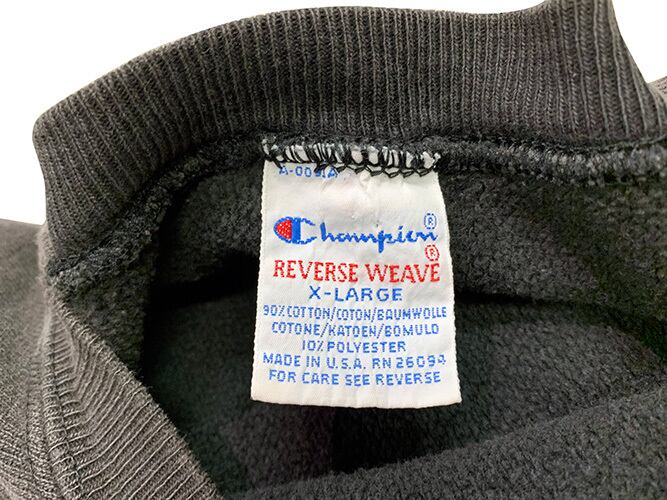 A-0091A
Champion®
REVERSE WEAVE®
X-LARGE
90% COTTON/COTON/BAUMWOLLE
COTONE/KATOEN/BOMULD
10% POLYESTER
MADE IN U.S.A. RN 26094
FOR CARE SEE REVERSE